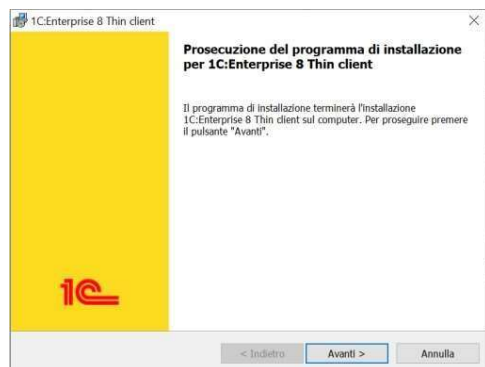 1C:Enterprise 8 Thin client
Prosecuzione del programma di installazione
per 1C:Enterprise 8 Thin client
Il programma di installazione terminerà l'installazione
1C:Enterprise 8 Thin client sul computer. Per proseguire premere
il pulsante "Avanti".
1C
< Indietro Avanti > Annulla